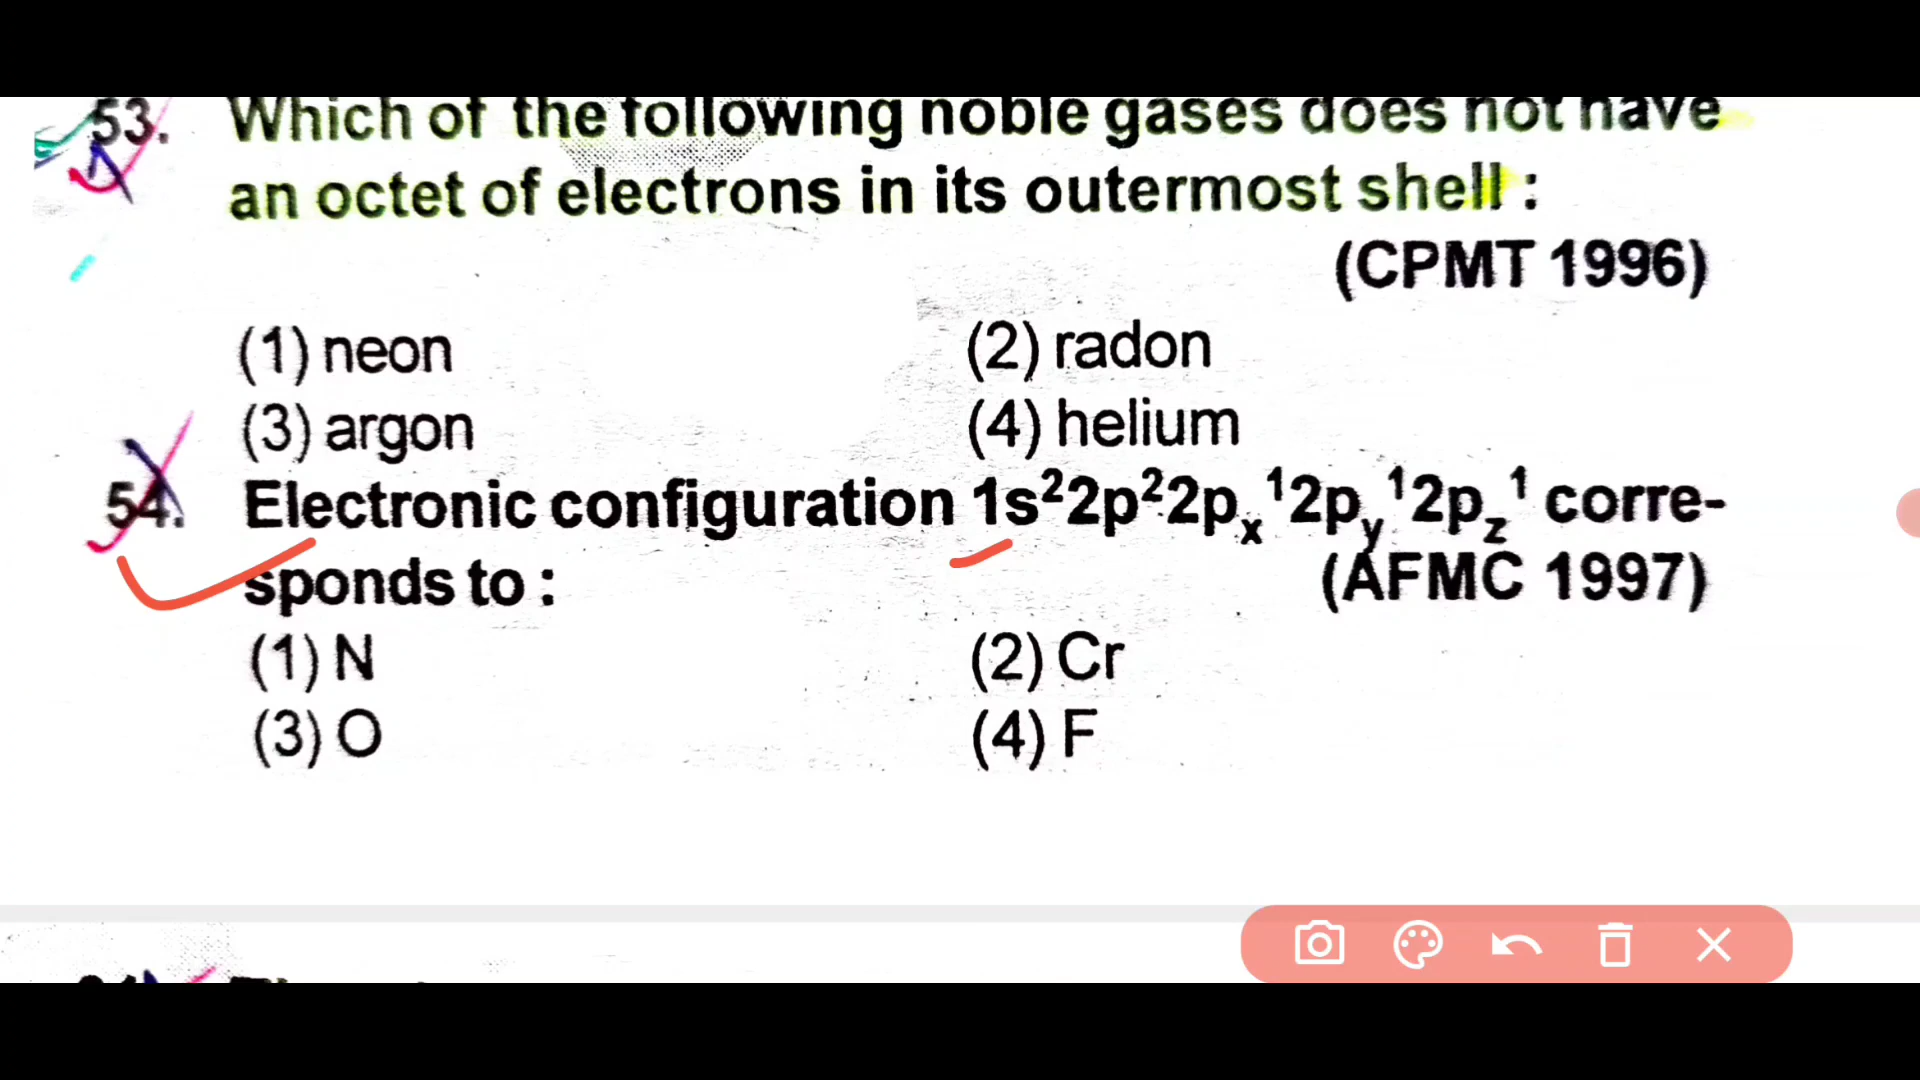 53. Which of the following noble gases does not have
an octet of electrons in its outermost shell :
(CPMT 1996)
(1) neon (2) radon
(3) argon (4) helium
54. Electronic configuration 1s²2p²2pₓ¹2p_y¹2p_z¹ corre-
sponds to : (AFMC 1997)
(1) N (2) Cr
(3) O (4) F